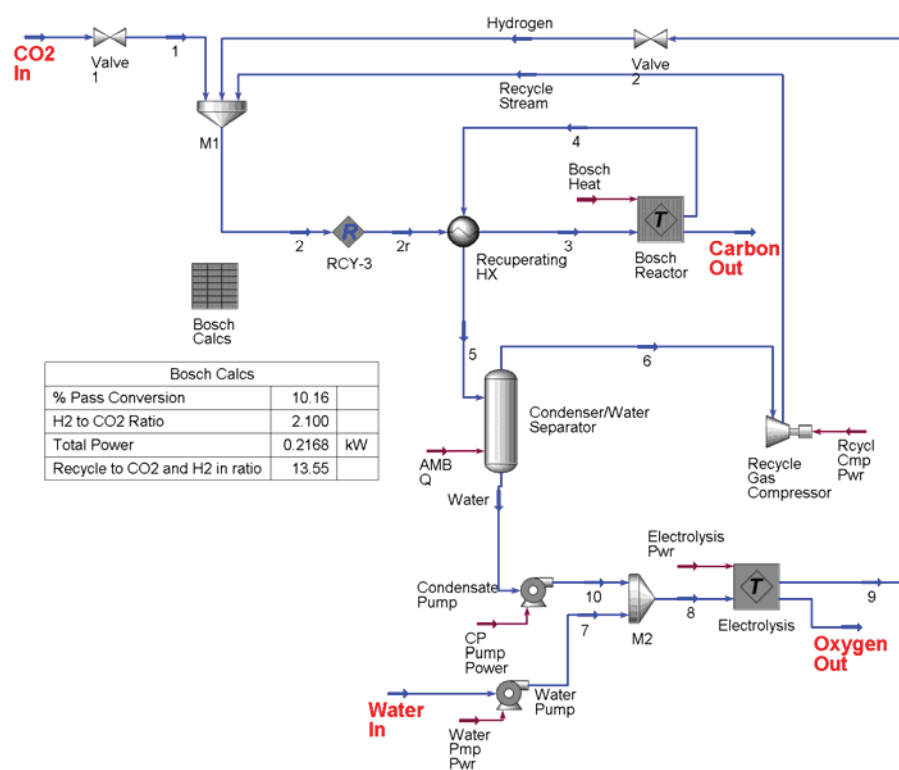 Hydrogen
CO2
In
Valve
1
1
Valve
2
Recycle
Stream
M1
4
Bosch
Heat
T
2
R
2r
3
RCY-3
Recuperating
HX
Bosch
Reactor
Carbon
Out
Bosch
Calcs
5
6
Bosch Calcs
% Pass Conversion 10.16
H2 to CO2 Ratio 2.100
Total Power 0.2168 kW
Recycle to CO2 and H2 in ratio 13.55
Condenser/Water
Separator
AMB
Q
Water
Recycle
Gas
Compressor
Rcycl
Cmp
Pwr
Electrolysis
Pwr
Condensate
Pump
10
T
9
CP
Pump
Power
7
M2
8
Electrolysis
Oxygen
Out
Water
In
Water
Pump
Water
Pmp
Pwr